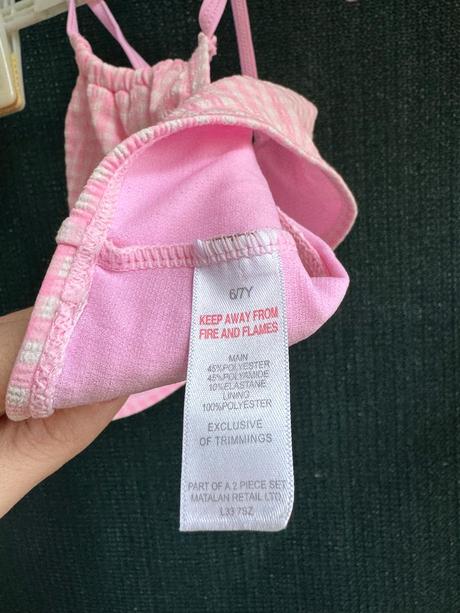 6/7Y
KEEP AWAY FROM
FIRE AND FLAMES
MAIN
45%POLYESTER
45%POLYAMIDE
10%ELASTANE
LINING
100%POLYESTER
EXCLUSIVE
OF TRIMMINGS
PART OF A 2 PIECE SET
MATALAN RETAIL LTD
L33 7SZ